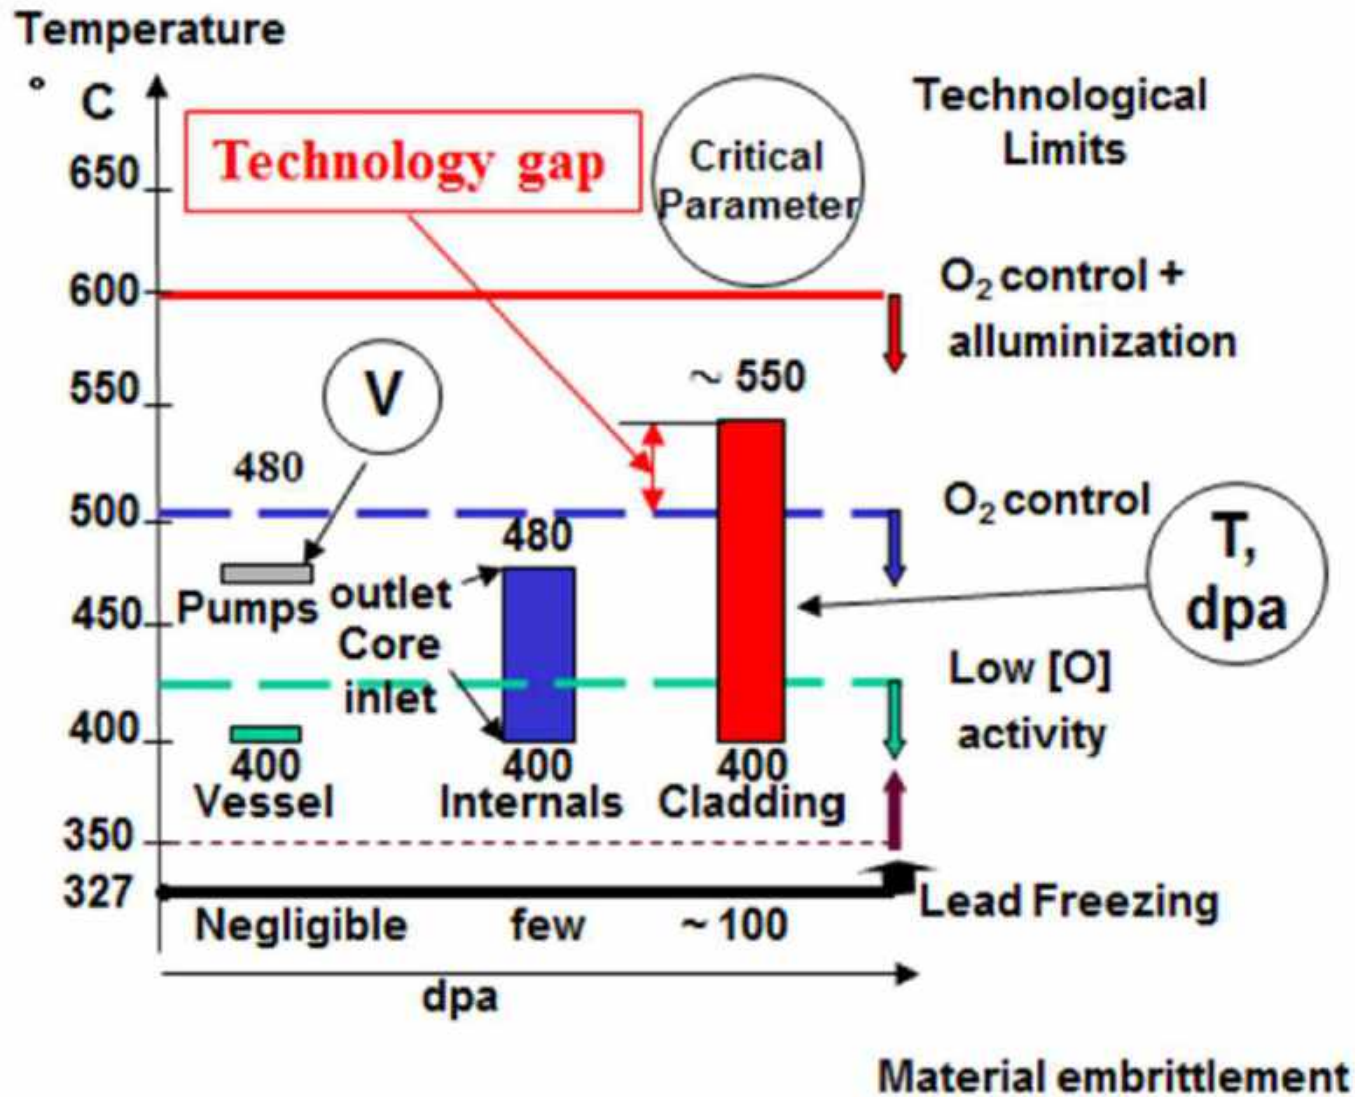 Temperature
° C
Technology gap
Critical
Parameter
Technological
Limits
650
600
O₂ control +
alluminization
550
V
~ 550
480
500
O₂ control
480
T,
dpa
Pumps
outlet
450
Core
inlet
Low [O]
activity
400
400
400
400
Vessel
Internals
Cladding
350
327
Lead Freezing
Negligible
few
~ 100
dpa
Material embrittlement